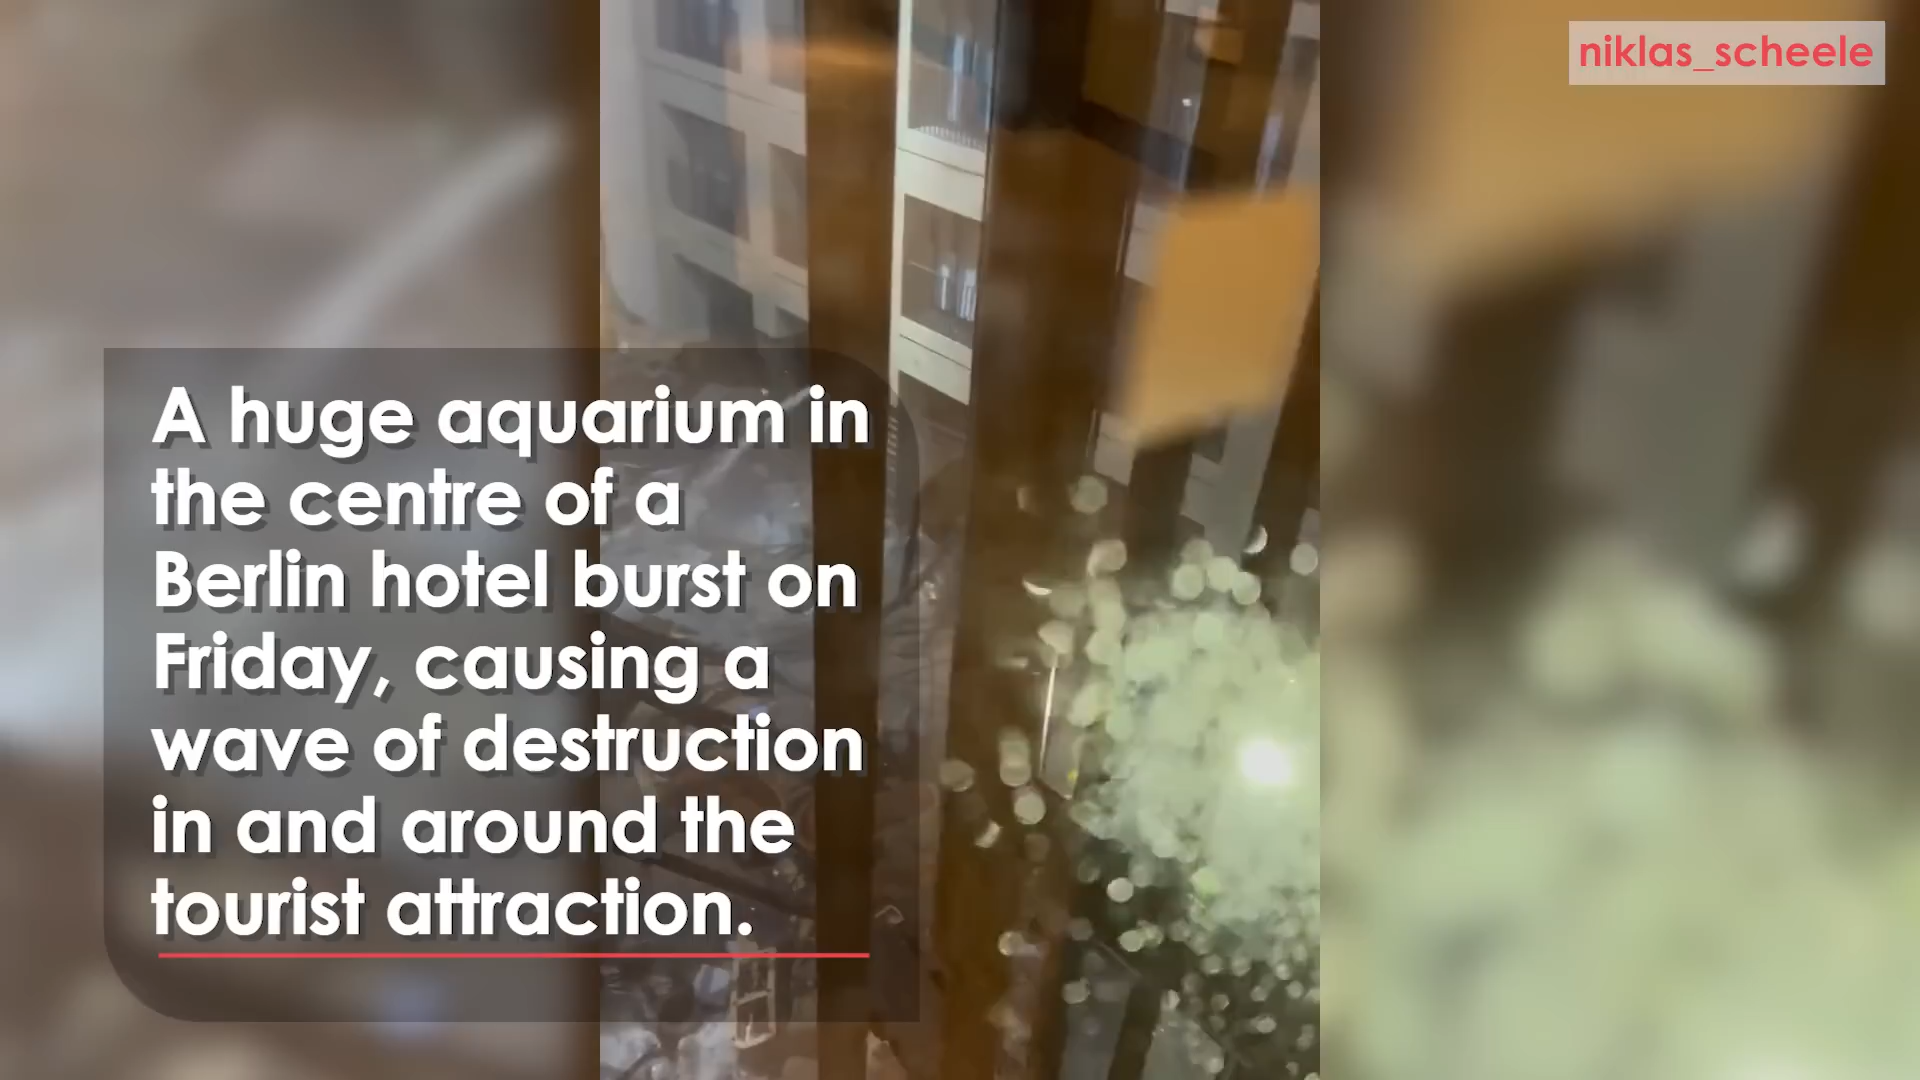 niklas_scheele
A huge aquarium in
the centre of a
Berlin hotel burst on
Friday, causing a
wave of destruction
in and around the
tourist attraction.